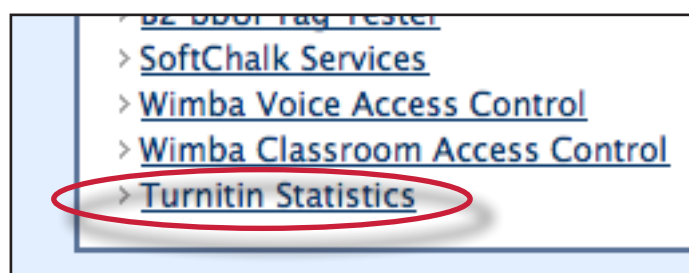 > SoftChalk Services
> Wimba Voice Access Control
> Wimba Classroom Access Control
> Turnitin Statistics